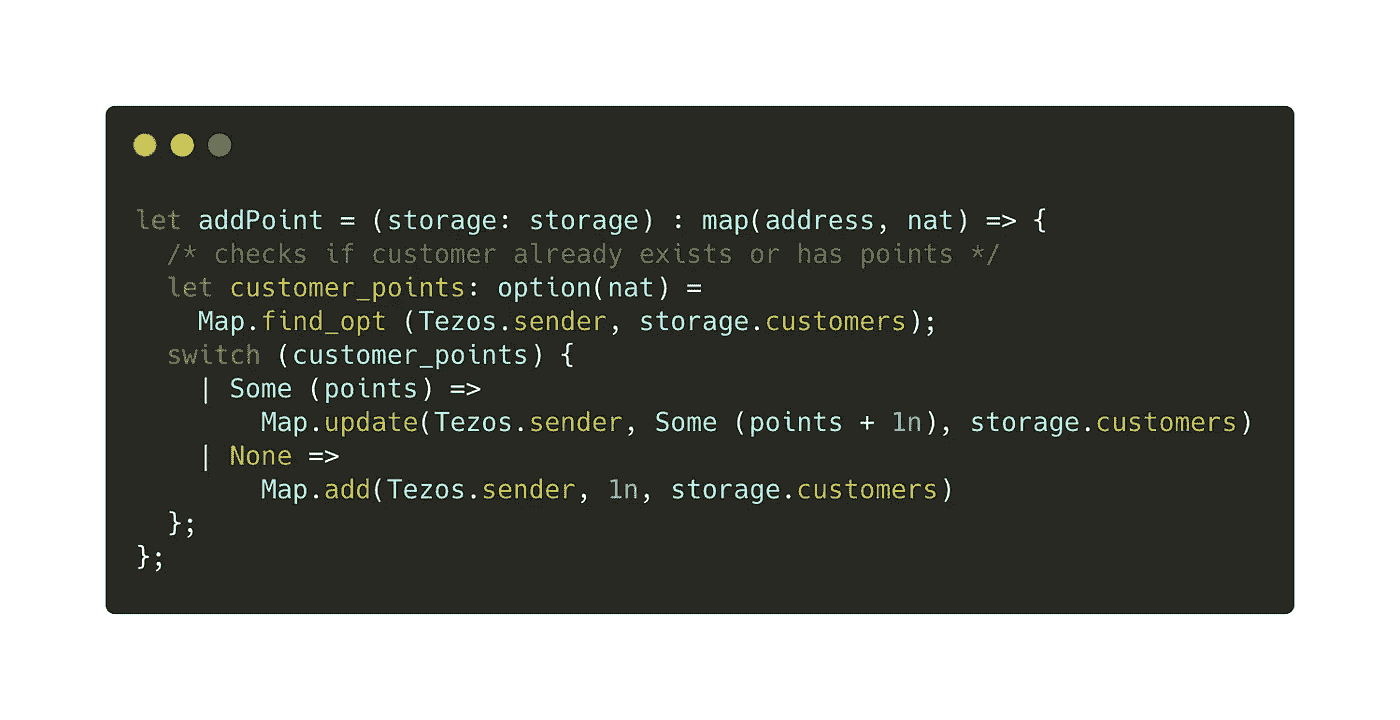 let addPoint = (storage: storage) : map(address, nat) => {
  /* checks if customer already exists or has points */
  let customer_points: option(nat) =
    Map.find_opt (Tezos.sender, storage.customers);
  switch (customer_points) {
    | Some (points) =>
        Map.update(Tezos.sender, Some (points + 1n), storage.customers)
    | None =>
        Map.add(Tezos.sender, 1n, storage.customers)
  };
};